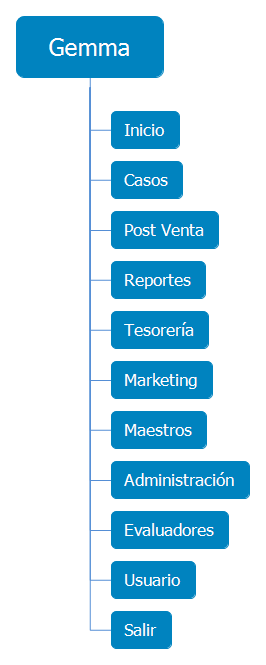 Gemma
Inicio
Casos
Post Venta
Reportes
Tesorería
Marketing
Maestros
Administración
Evaluadores
Usuario
Salir